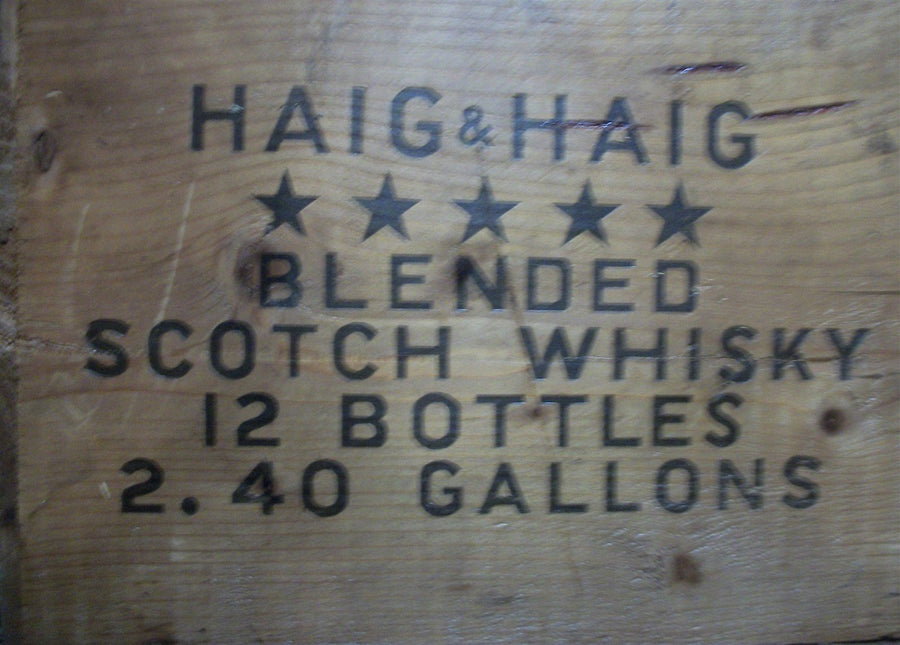 HAIG & HAIG
★★★★★
BLENDED
SCOTCH WHISKY
12 BOTTLES
2.40 GALLONS